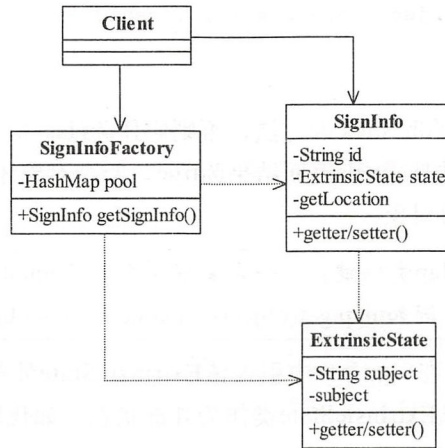 Client
SignInfoFactory
-HashMap pool
+SignInfo getSignInfo()
SignInfo
-String id
-ExtrinsicState state
-getLocation
+getter/setter()
ExtrinsicState
-String subject
-subject
+getter/setter()